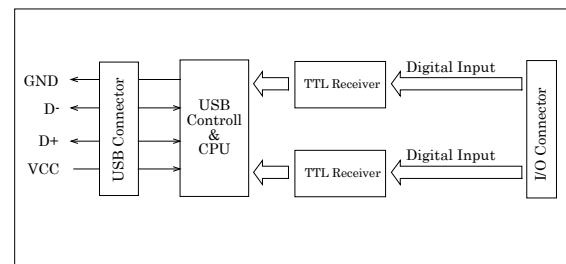 GND
D-
D+
VCC
USB Connector
USB
Controll
&
CPU
TTL Receiver
Digital Input
TTL Receiver
Digital Input
I/O Connector